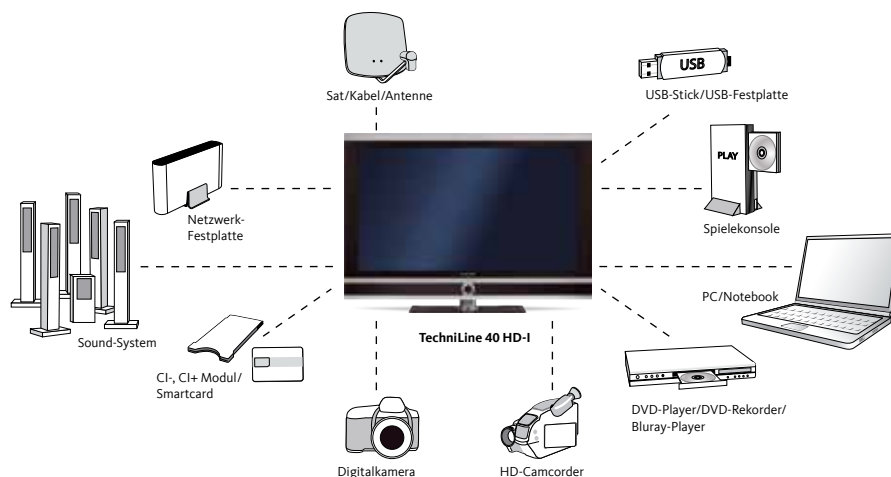 Sat/Kabel/Antenne
USB
USB-Stick/USB-Festplatte
PLAY
Spielekonsole
Netzwerk-
Festplatte
PC/Notebook
Sound-System
TechniLine 40 HD-I
CI-, CI+ Modul/
Smartcard
DVD-Player/DVD-Rekorder/
Bluray-Player
Digitalkamera
HD-Camcorder